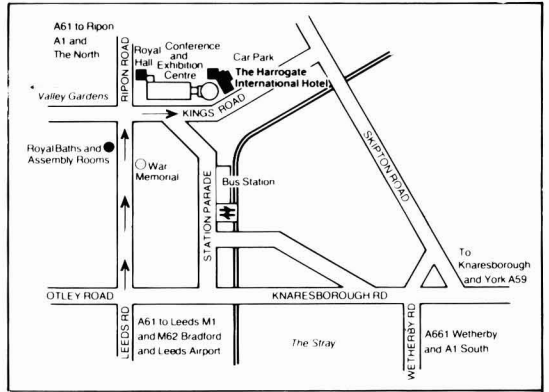 A61 to Ripon
A1 and
The North
RIPON ROAD
Royal
Hall
Conference
and
Exhibition
Centre
Car Park
The Harrogate
International Hotel
Valley Gardens
KINGS ROAD
SKIPTON ROAD
Royal Baths and
Assembly Rooms
War
Memorial
Bus Station
STATION PARADE
To
Knaresborough
and York A59
OTLEY ROAD
KNARESBOROUGH RD
LEEDS RD
A61 to Leeds M1
and M62 Bradford
and Leeds Airport
The Stray
WETHERBY RD
A661 Wetherby
and A1 South